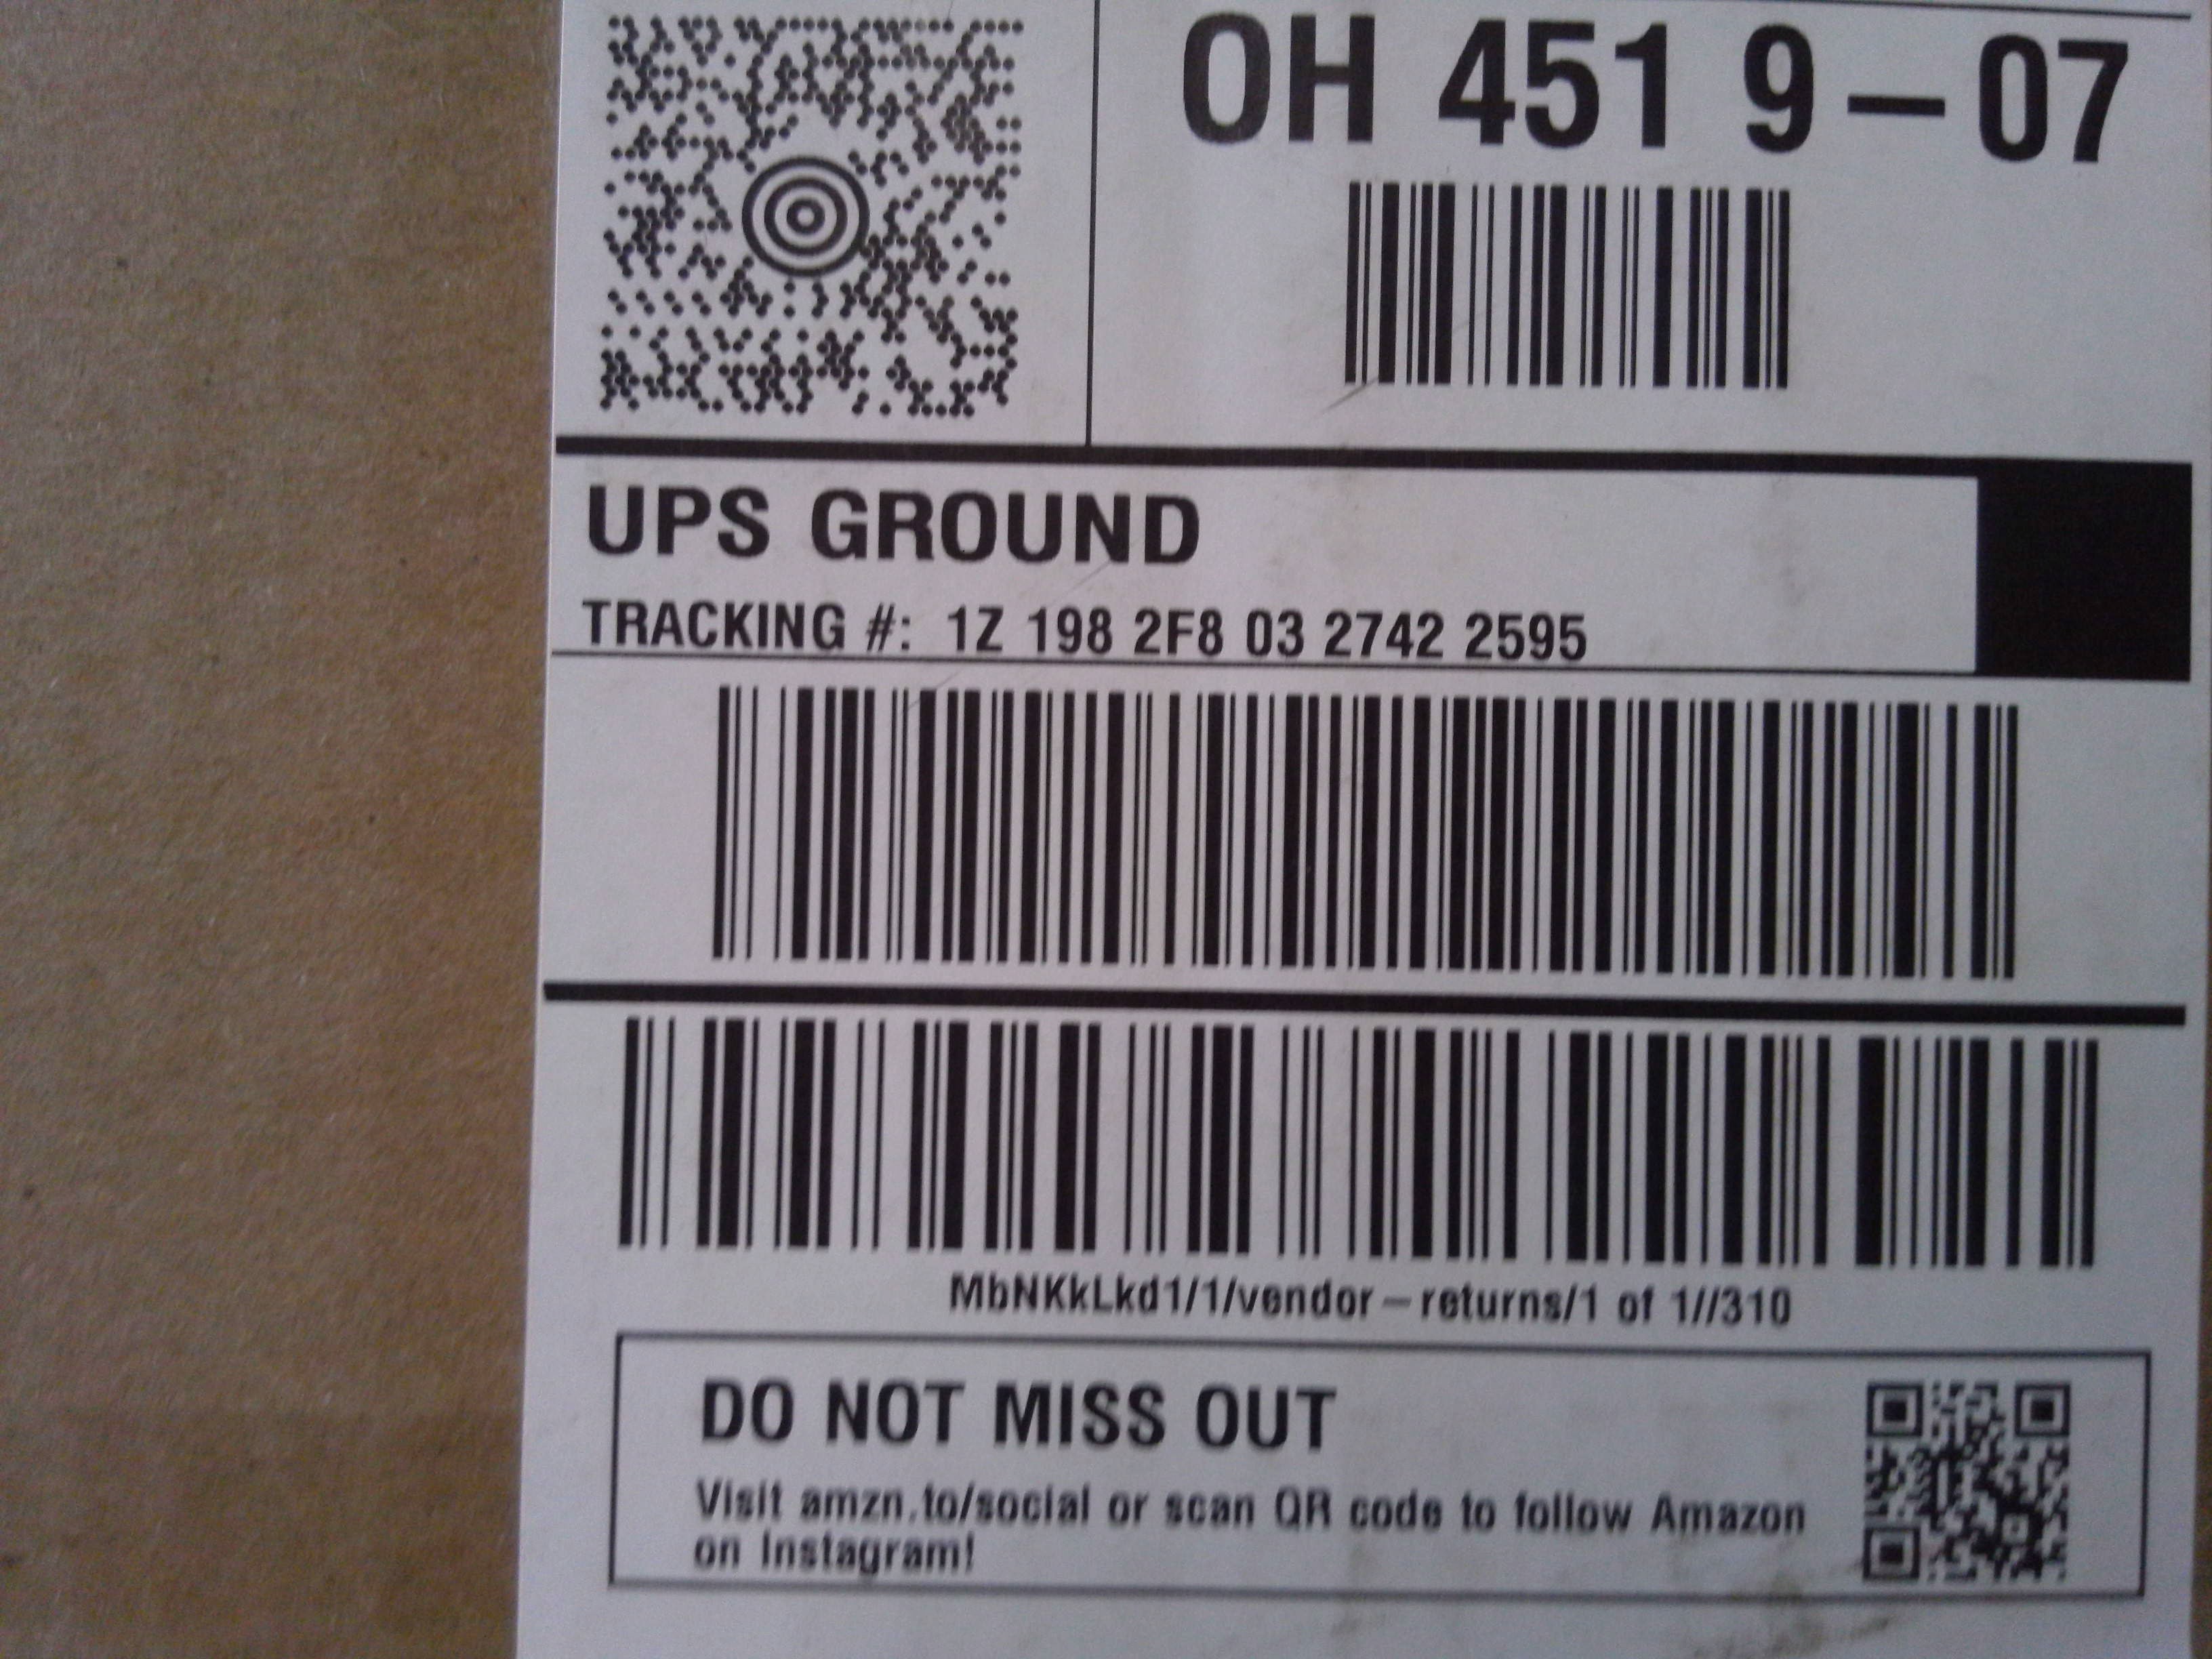 OH 451 9-07
UPS GROUND
TRACKING #: 1Z 198 2F8 03 2742 2595
MbNKkLkd1/1/vendor-returns/1 of 1//310
DO NOT MISS OUT
Visit amzn.to/social or scan QR code to follow Amazon
on Instagram!